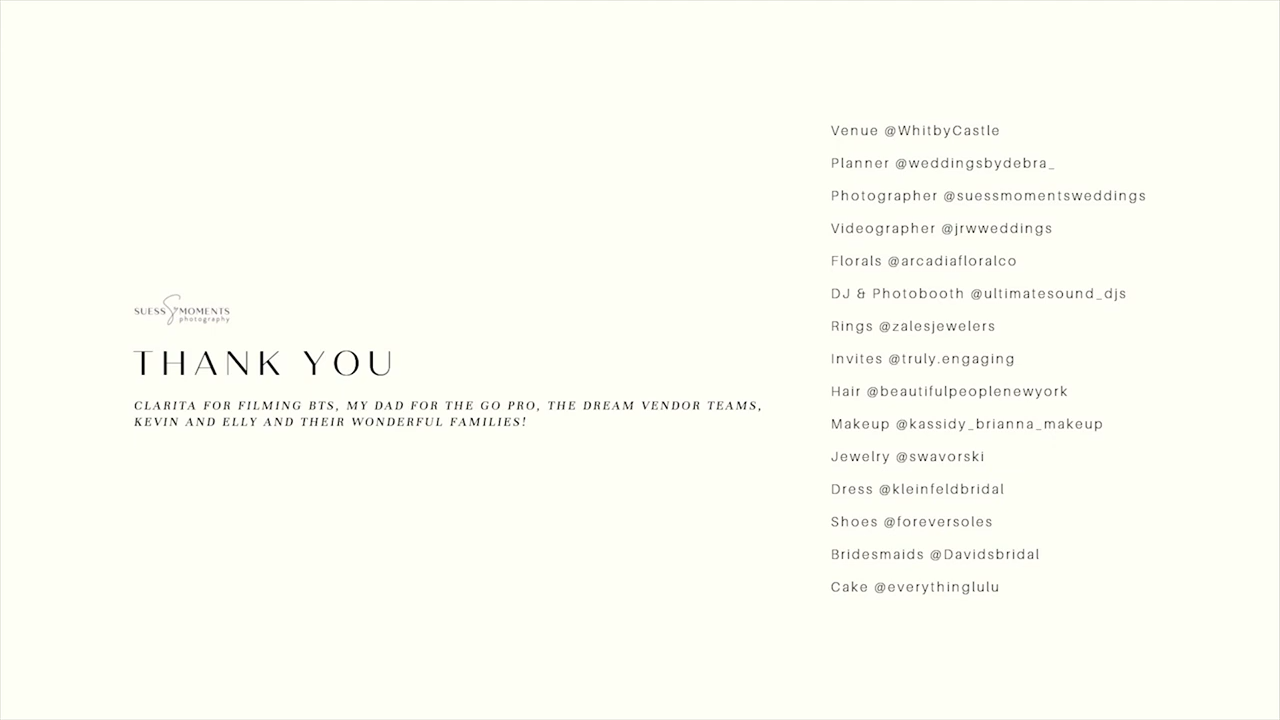 SUESS MOMENTS
photography
THANK YOU
CLARITA FOR FILMING BTS, MY DAD FOR THE GO PRO, THE DREAM VENDOR TEAMS,
KEVIN AND ELLY AND THEIR WONDERFUL FAMILIES!
Venue @WhitbyCastle
Planner @weddingsbydebra_
Photographer @suessmomentsweddings
Videographer @jrwweddings
Florals @arcadiafloralco
DJ & Photobooth @ultimatesound_djs
Rings @zalesjewelers
Invites @truly.engaging
Hair @beautifulpeoplenewyork
Makeup @kassidy_brianna_makeup
Jewelry @swavorski
Dress @kleinfeldbridal
Shoes @foreversoles
Bridesmaids @Davidsbridal
Cake @everythinglulu